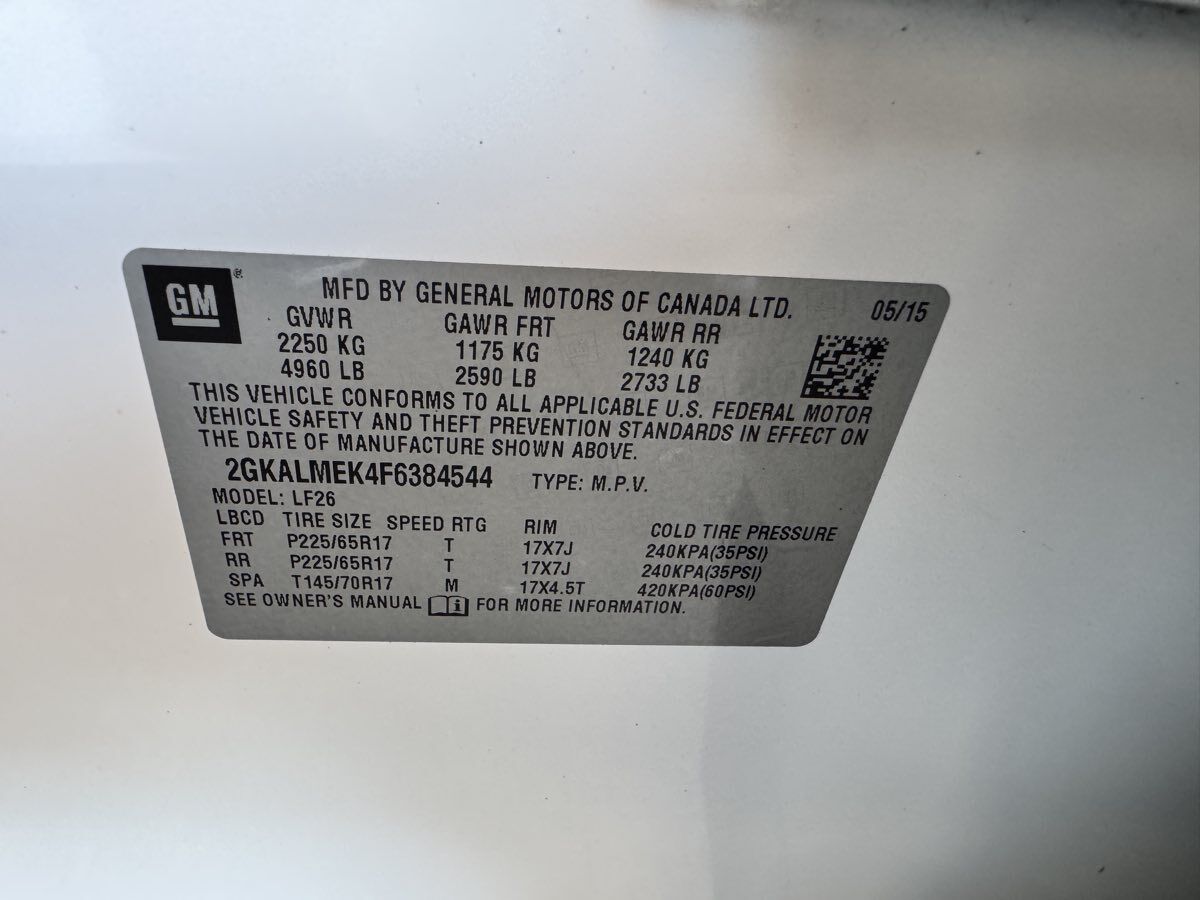 GM®
MFD BY GENERAL MOTORS OF CANADA LTD. 05/15
GVWR GAWR FRT GAWR RR
2250 KG 1175 KG 1240 KG
4960 LB 2590 LB 2733 LB
THIS VEHICLE CONFORMS TO ALL APPLICABLE U.S. FEDERAL MOTOR
VEHICLE SAFETY AND THEFT PREVENTION STANDARDS IN EFFECT ON
THE DATE OF MANUFACTURE SHOWN ABOVE.
2GKALMEK4F6384544 TYPE: M.P.V.
MODEL: LF26
LBCD TIRE SIZE SPEED RTG RIM COLD TIRE PRESSURE
FRT P225/65R17 T 17X7J 240KPA(35PSI)
RR P225/65R17 T 17X7J 240KPA(35PSI)
SPA T145/70R17 M 17X4.5T 420KPA(60PSI)
SEE OWNER'S MANUAL FOR MORE INFORMATION.